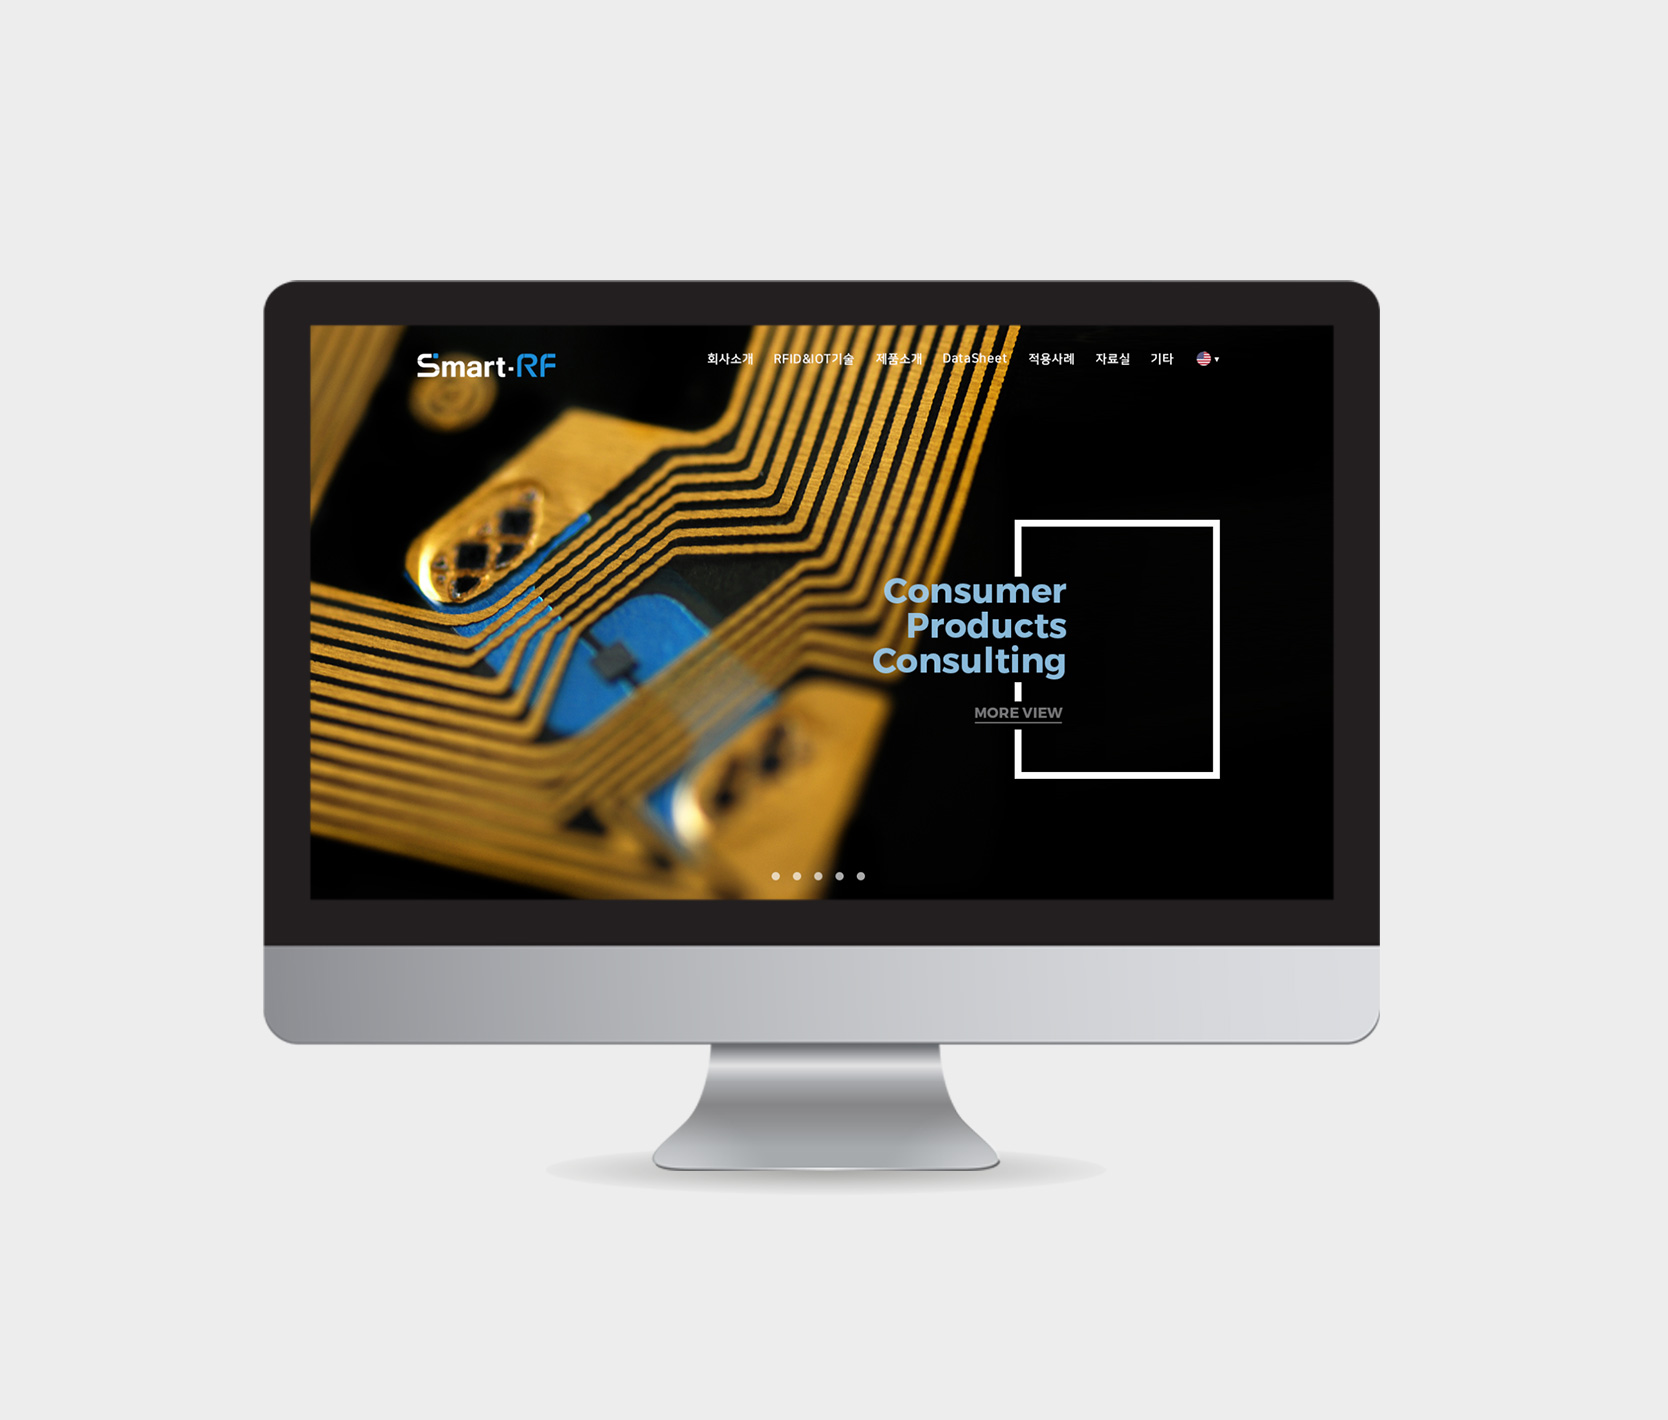 Smart-RF
회사소개 RFID&IOT기술 제품소개 DataSheet 적용사례 자료실 기타
Consumer
Products
Consulting
MORE VIEW